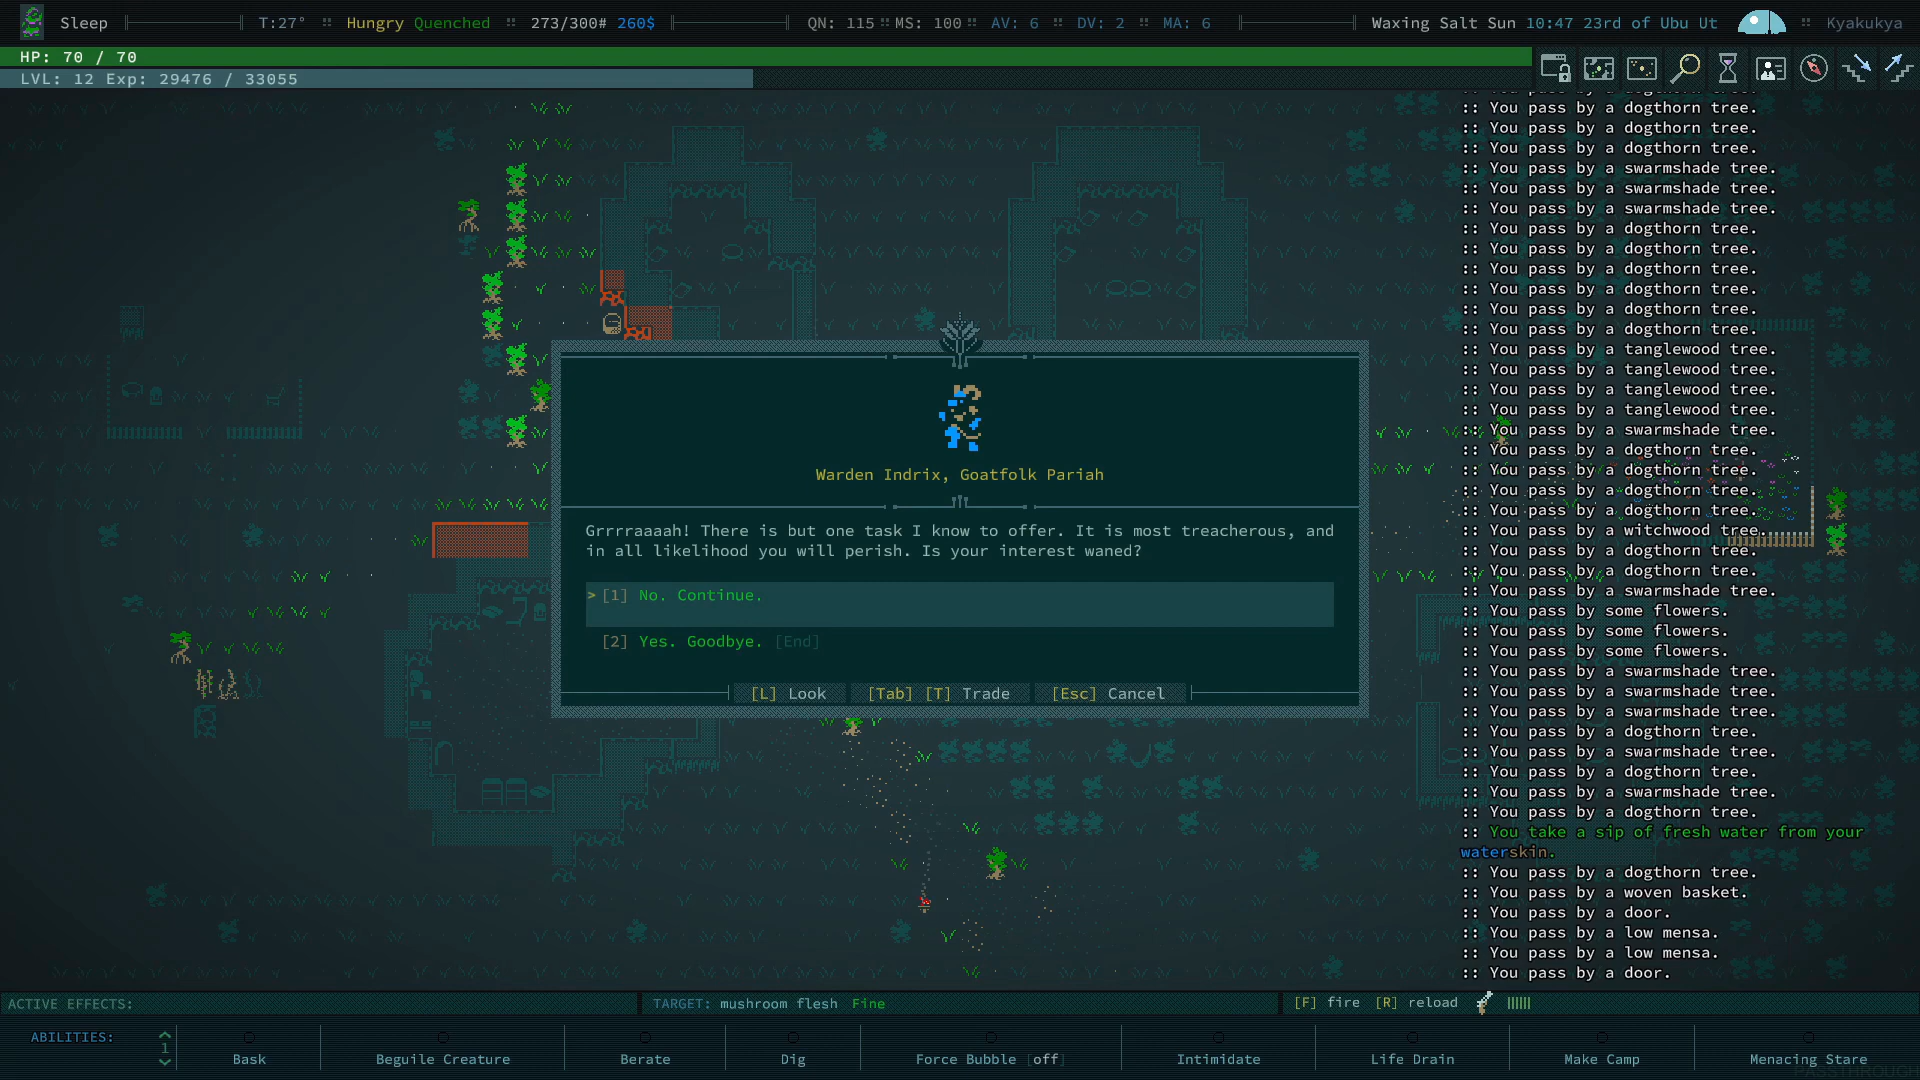 Sleep T:27° :: Hungry Quenched :: 273/300# 260$ QN: 115 :: MS: 100 :: AV: 6 :: DV: 2 :: MA: 6 Waxing Salt Sun 10:47 23rd of Ubu Ut :: Kyakukya
HP: 70 / 70
LVL: 12 Exp: 29476 / 33055
:: You pass by a dogthorn tree.
:: You pass by a dogthorn tree.
:: You pass by a dogthorn tree.
:: You pass by a dogthorn tree.
:: You pass by a swarmshade tree.
:: You pass by a swarmshade tree.
:: You pass by a swarmshade tree.
:: You pass by a dogthorn tree.
:: You pass by a dogthorn tree.
:: You pass by a dogthorn tree.
:: You pass by a dogthorn tree.
:: You pass by a dogthorn tree.
:: You pass by a dogthorn tree.
:: You pass by a tanglewood tree.
:: You pass by a tanglewood tree.
:: You pass by a tanglewood tree.
:: You pass by a tanglewood tree.
:: You pass by a swarmshade tree.
:: You pass by a dogthorn tree.
:: You pass by a dogthorn tree.
:: You pass by a dogthorn tree.
:: You pass by a dogthorn tree.
:: You pass by a witchwood tree.
:: You pass by a dogthorn tree.
:: You pass by a dogthorn tree.
:: You pass by a swarmshade tree.
:: You pass by some flowers.
:: You pass by some flowers.
:: You pass by some flowers.
:: You pass by a swarmshade tree.
:: You pass by a swarmshade tree.
:: You pass by a swarmshade tree.
:: You pass by a dogthorn tree.
:: You pass by a swarmshade tree.
:: You pass by a dogthorn tree.
:: You pass by a swarmshade tree.
:: You pass by a dogthorn tree.
:: You take a sip of fresh water from your
waterskin.
:: You pass by a dogthorn tree.
:: You pass by a woven basket.
:: You pass by a door.
:: You pass by a low mensa.
:: You pass by a low mensa.
:: You pass by a door.
Warden Indrix, Goatfolk Pariah
Grrrraaaah! There is but one task I know to offer. It is most treacherous, and
in all likelihood you will perish. Is your interest waned?
> [1] No. Continue.
[2] Yes. Goodbye. [End]
[L] Look [Tab] [T] Trade [Esc] Cancel
ACTIVE EFFECTS: TARGET: mushroom flesh Fine [F] fire [R] reload
ABILITIES: 1 Bask Beguile Creature Berate Dig Force Bubble [off] Intimidate Life Drain Make Camp Menacing Stare
PASSTHROUGH